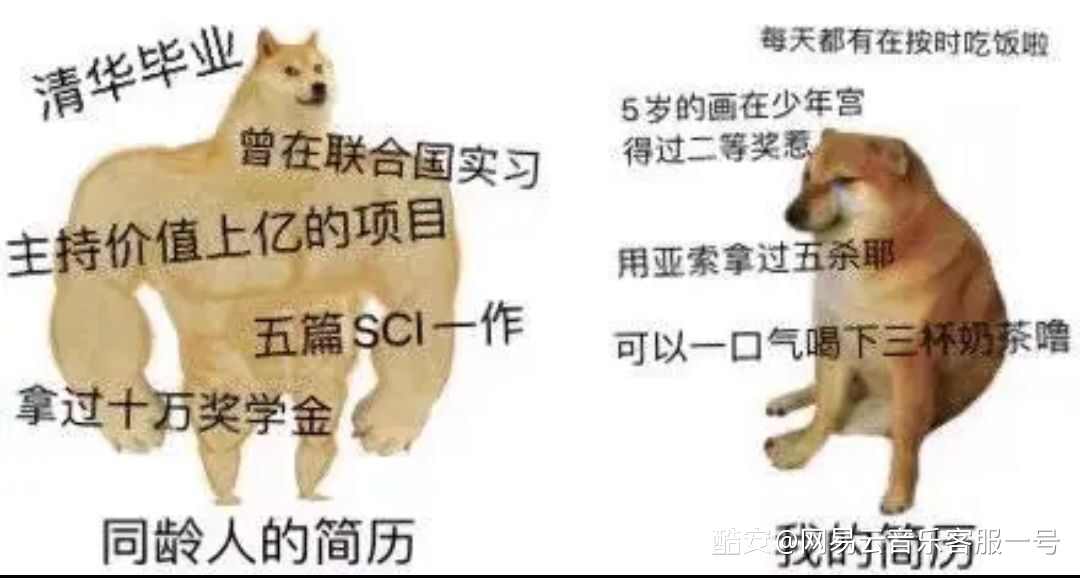 清华毕业
曾在联合国实习
主持价值上亿的项目
五篇SCI一作
拿过十万奖学金
同龄人的简历
每天都有在按时吃饭啦
5岁的画在少年宫
得过二等奖惹
用亚索拿过五杀耶
可以一口气喝下三杯奶茶噜
我的简历
酷安@网易云音乐客服一号